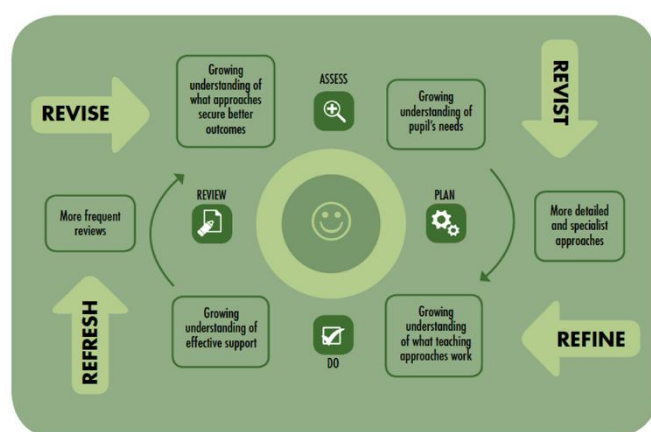 REVISE
Growing
understanding of
what approaches
secure better
outcomes
ASSESS
Growing
understanding of
pupil's needs
REVIST
More frequent
reviews
REVIEW
PLAN
More detailed
and specialist
approaches
REFRESH
Growing
understanding of
effective support
DO
Growing
understanding
of what teaching
approaches work
REFINE